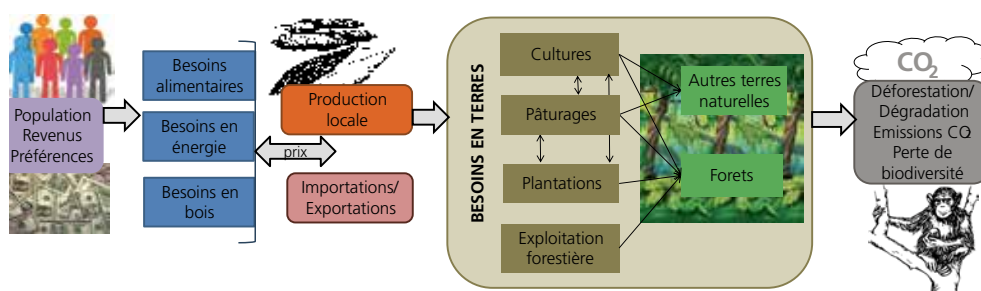 Population
Revenus
Préférences
Besoins
alimentaires
Besoins en
énergie
Besoins en
bois
prix
Production
locale
Importations/
Exportations
BESOINS EN TERRES
Cultures
Pâturages
Plantations
Exploitation
forestière
Autres terres
naturelles
Forets
CO2
Déforestation/
Dégradation
Emissions CO2
Perte de
biodiversité